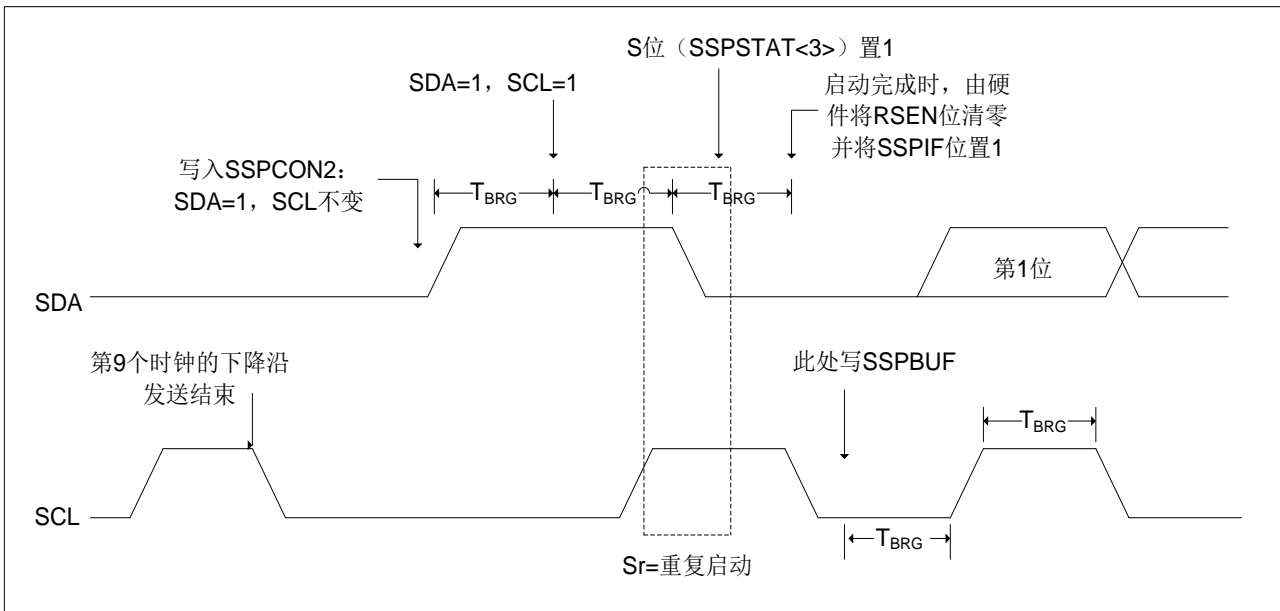 S位（SSPSTAT<3>）置1
SDA=1，SCL=1
启动完成时，由硬
件将RSEN位清零
并将SSPIF位置1
写入SSPCON2：
SDA=1，SCL不变
TBRG
TBRG
TBRG
第1位
SDA
第9个时钟的下降沿
发送结束
此处写SSPBUF
TBRG
SCL
TBRG
Sr=重复启动